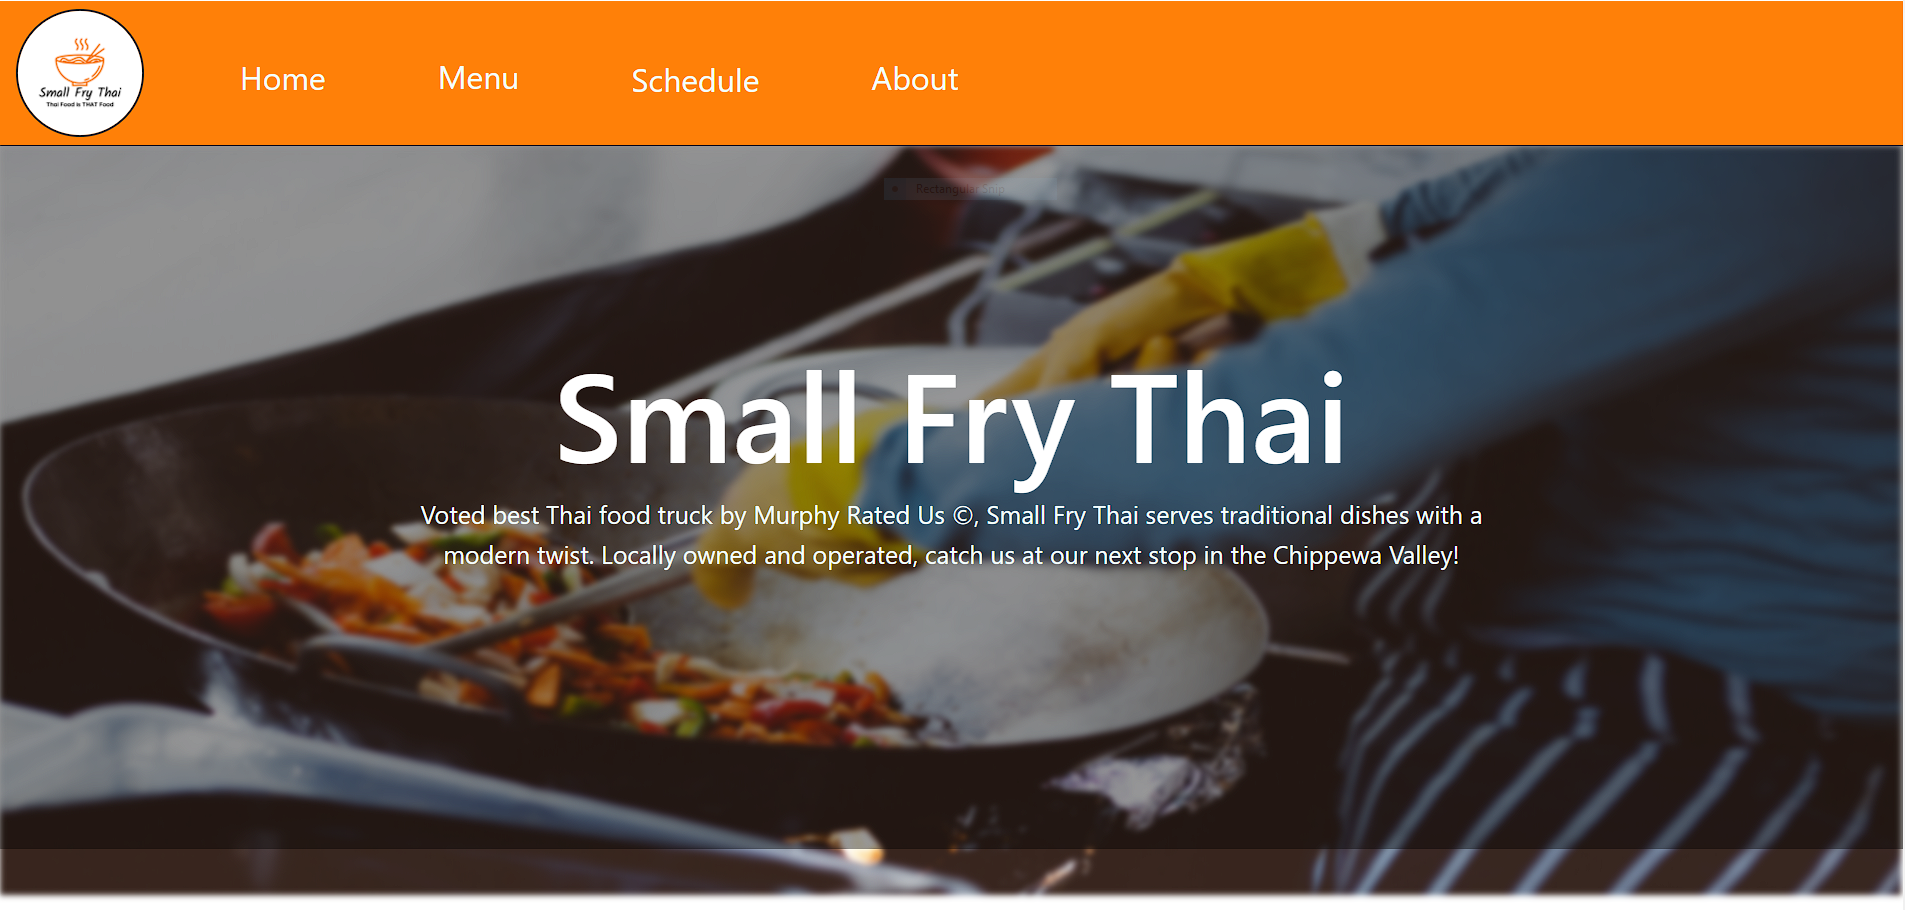 Small Fry Thai
Thai Food is THAT Food
Home Menu Schedule About
Rectangular Snip
Small Fry Thai
Voted best Thai food truck by Murphy Rated Us ©, Small Fry Thai serves traditional dishes with a
modern twist. Locally owned and operated, catch us at our next stop in the Chippewa Valley!